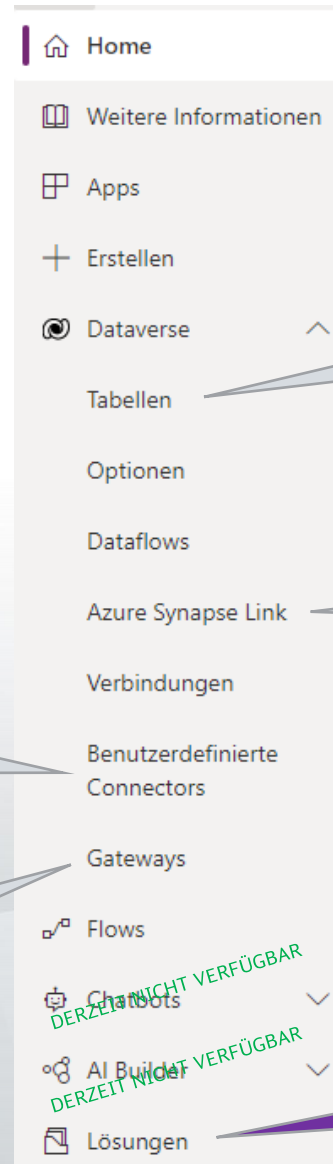 Home
Weitere Informationen
Apps
Erstellen
Dataverse
Tabellen
Optionen
Dataflows
Azure Synapse Link
Verbindungen
Benutzerdefinierte
Connectors
Gateways
Flows
Chatbots
DERZEIT NICHT VERFÜGBAR
AI Builder
DERZEIT NICHT VERFÜGBAR
Lösungen